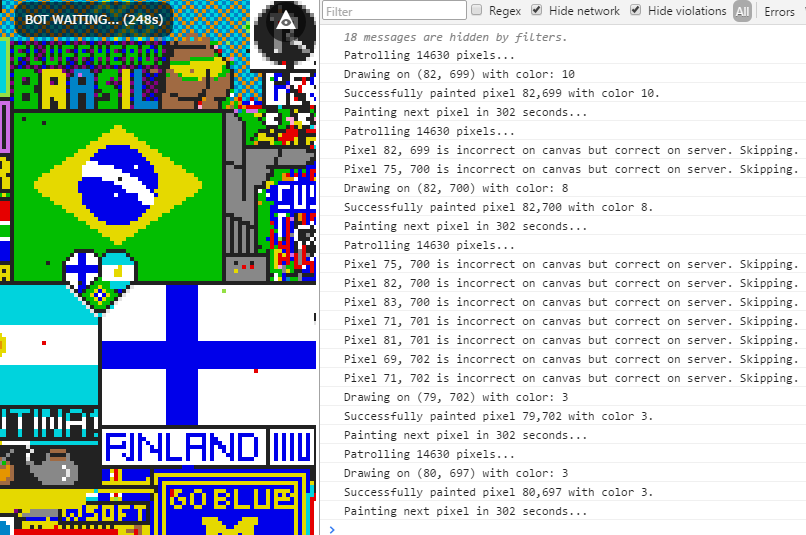 BOT WAITING... (248s)
FLUFFHEAD!
BRASIL
FINLAND
GO BLUE
Filter
Regex
Hide network
Hide violations
All
Errors
18 messages are hidden by filters.
Patrolling 14630 pixels...
Drawing on (82, 699) with color: 10
Successfully painted pixel 82,699 with color 10.
Painting next pixel in 302 seconds...
Patrolling 14630 pixels...
Pixel 82, 699 is incorrect on canvas but correct on server. Skipping.
Pixel 75, 700 is incorrect on canvas but correct on server. Skipping.
Drawing on (82, 700) with color: 8
Successfully painted pixel 82,700 with color 8.
Painting next pixel in 302 seconds...
Patrolling 14630 pixels...
Pixel 75, 700 is incorrect on canvas but correct on server. Skipping.
Pixel 82, 700 is incorrect on canvas but correct on server. Skipping.
Pixel 83, 700 is incorrect on canvas but correct on server. Skipping.
Pixel 71, 701 is incorrect on canvas but correct on server. Skipping.
Pixel 81, 701 is incorrect on canvas but correct on server. Skipping.
Pixel 69, 702 is incorrect on canvas but correct on server. Skipping.
Pixel 71, 702 is incorrect on canvas but correct on server. Skipping.
Drawing on (79, 702) with color: 3
Successfully painted pixel 79,702 with color 3.
Painting next pixel in 302 seconds...
Patrolling 14630 pixels...
Drawing on (80, 697) with color: 3
Successfully painted pixel 80,697 with color 3.
Painting next pixel in 302 seconds...